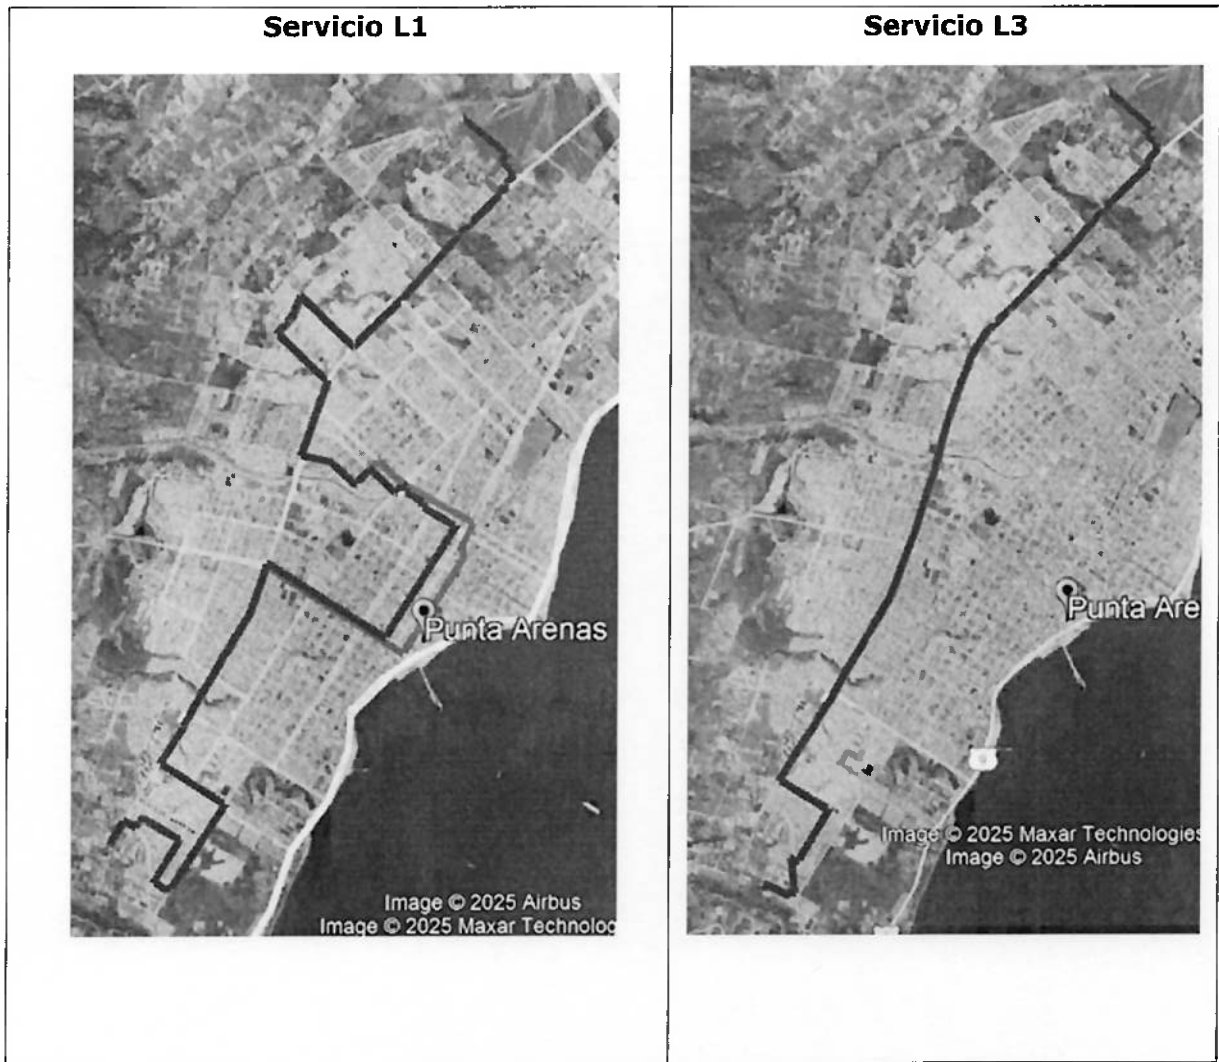 Servicio L1
Servicio L3
Punta Arenas
Image © 2025 Airbus
Image © 2025 Maxar Technolog
Punta Are
Image © 2025 Maxar Technologies
Image © 2025 Airbus